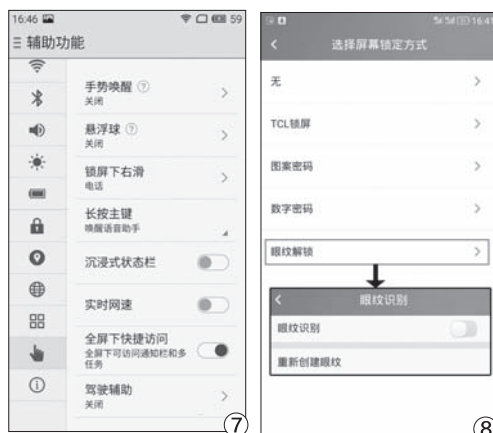 16:46
59
辅助功能
手势唤醒 ?
关闭
悬浮球 ?
关闭
锁屏下右滑
电话
长按主键
唤醒语音助手
沉浸式状态栏
实时网速
全屏下快捷访问
全屏下可访问通知栏和多
任务
驾驶辅助
关闭
⑦
16:41
选择屏幕锁定方式
无
TCL锁屏
图案密码
数字密码
眼纹解锁
眼纹识别
眼纹识别
重新创建眼纹
⑧